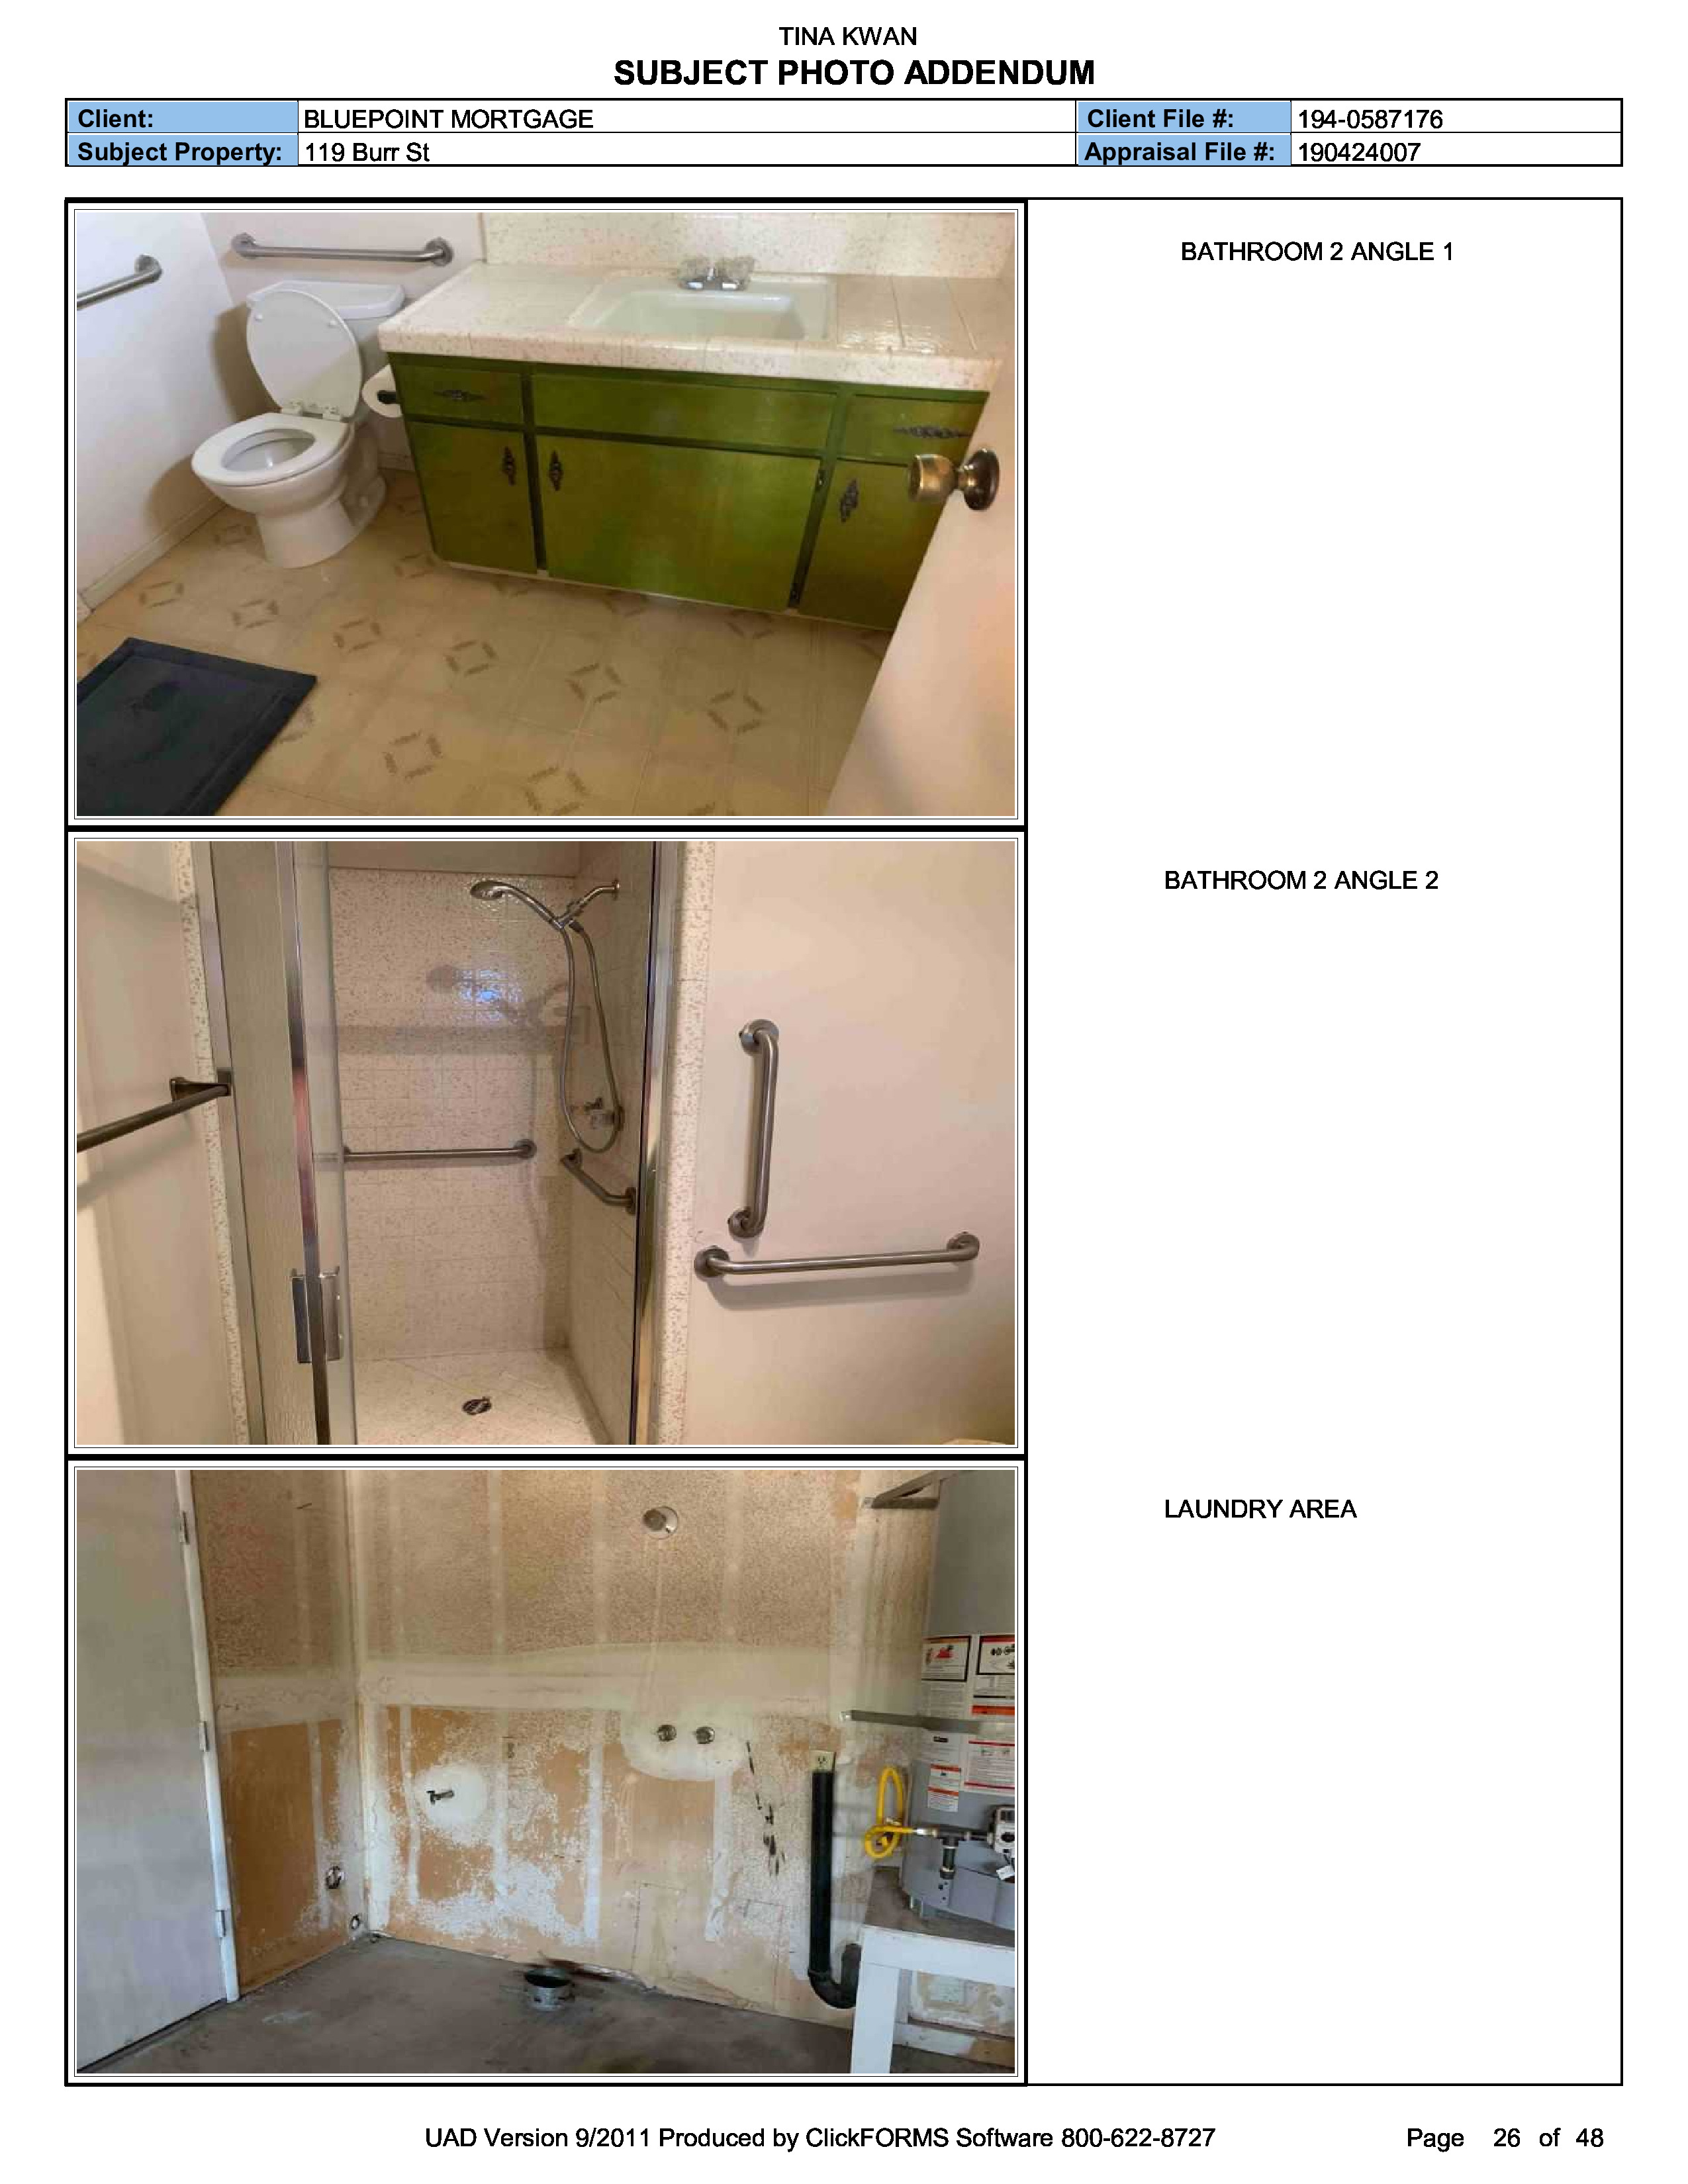 TINA KWAN
SUBJECT PHOTO ADDENDUM
Client: BLUEPOINT MORTGAGE Client File #: 194-0587176
Subject Property: 119 Burr St Appraisal File #: 190424007
BATHROOM 2 ANGLE 1
BATHROOM 2 ANGLE 2
LAUNDRY AREA
UAD Version 9/2011 Produced by ClickFORMS Software 800-622-8727 Page 26 of 48